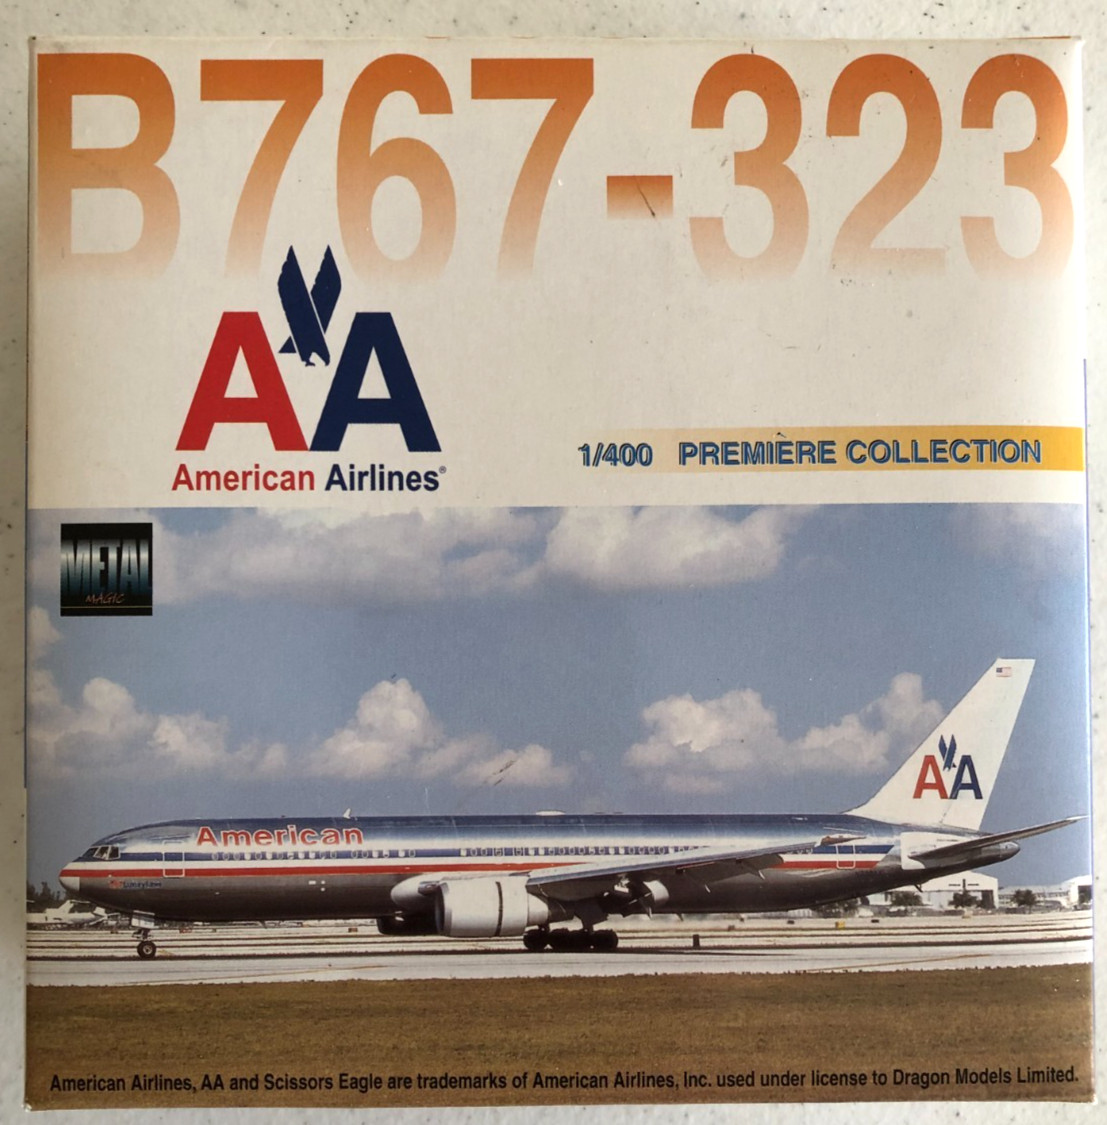 B767-323
AA
American Airlines®
1/400 PREMIÈRE COLLECTION
METAL
MAGIC
AA
American
American Airlines, AA and Scissors Eagle are trademarks of American Airlines, Inc. used under license to Dragon Models Limited.